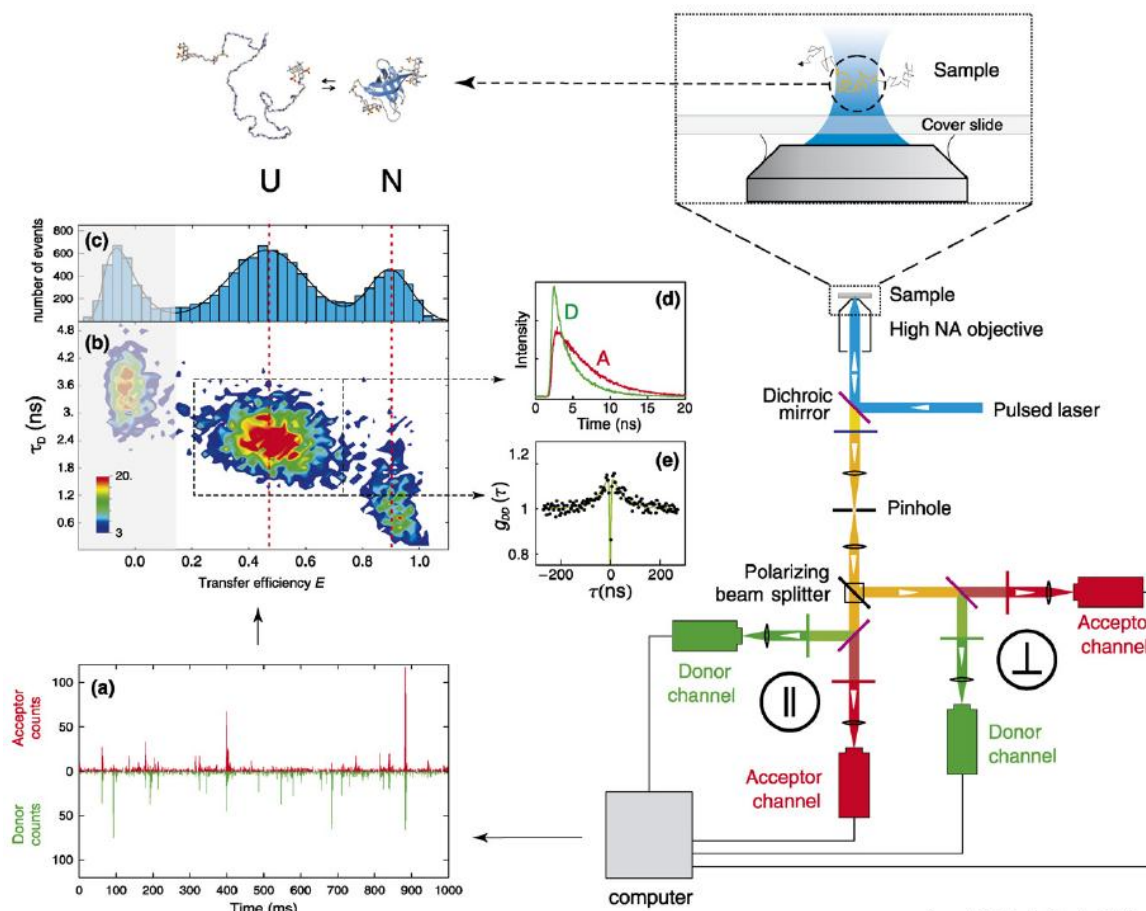 Sample
Cover slide
U
N
(c)
number of events
800
600
400
200
(b)
τD (ns)
4.8
4.2
3.6
3.0
2.4
1.8
1.2
0.6
20.
3
0.0
0.2
0.4
0.6
0.8
1.0
Transfer efficiency E
(d)
D
A
Intensity
0
5
10
15
20
Time (ns)
(e)
gDD(τ)
1.2
1
0.8
−200
0
200
τ(ns)
Sample
High NA objective
Dichroic
mirror
Pulsed laser
Pinhole
Polarizing
beam splitter
Donor
channel
||
Acceptor
channel
⊥
Donor
channel
Accepto
channel
computer
(a)
Acceptor
counts
Donor
counts
100
50
0
50
100
0
100
200
300
400
500
600
700
800
900
1000
Time (ms)